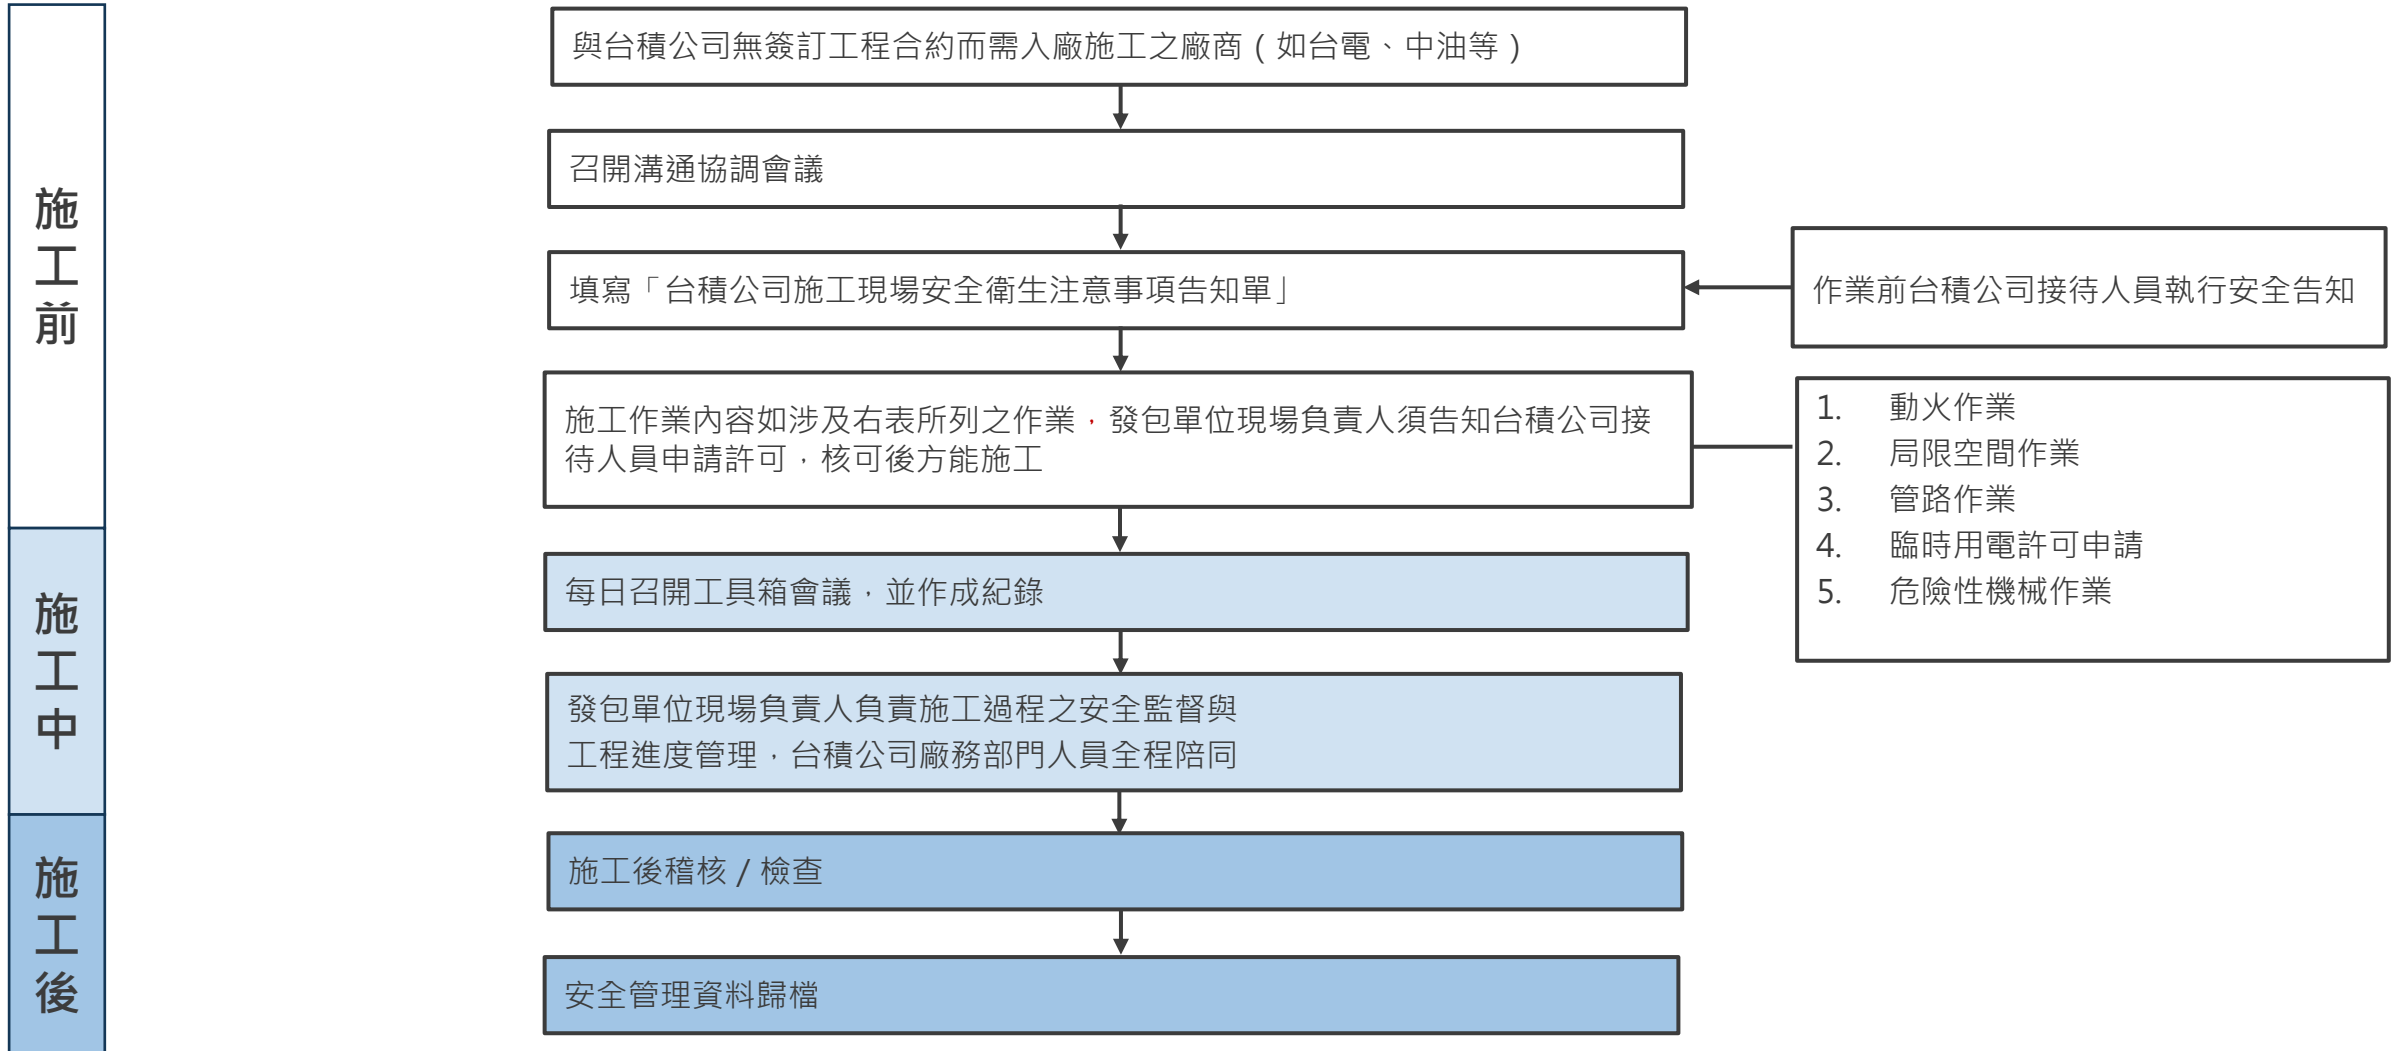 施工前
與台積公司無簽訂工程合約而需入廠施工之廠商（如台電、中油等）
召開溝通協調會議
填寫「台積公司施工現場安全衛生注意事項告知單」
作業前台積公司接待人員執行安全告知
施工作業內容如涉及右表所列之作業，發包單位現場負責人須告知台積公司接
待人員申請許可，核可後方能施工
1. 動火作業
2. 局限空間作業
3. 管路作業
4. 臨時用電許可申請
5. 危險性機械作業
施工中
每日召開工具箱會議，並作成紀錄
發包單位現場負責人負責施工過程之安全監督與
工程進度管理，台積公司廠務部門人員全程陪同
施工後
施工後稽核 / 檢查
安全管理資料歸檔